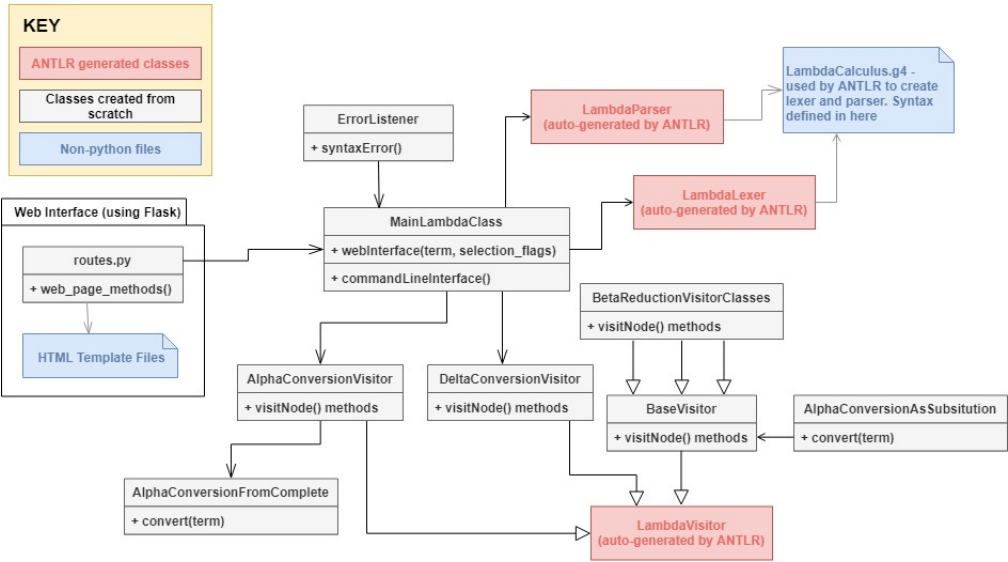 KEY
ANTLR generated classes
Classes created from
scratch
Non-python files
ErrorListener
+ syntaxError()
LambdaParser
(auto-generated by ANTLR)
LambdaCalculus.g4 -
used by ANTLR to create
lexer and parser. Syntax
defined in here
LambdaLexer
(auto-generated by ANTLR)
Web Interface (using Flask)
routes.py
+ web_page_methods()
HTML Template Files
MainLambdaClass
+ webInterface(term, selection_flags)
+ commandLineInterface()
BetaReductionVisitorClasses
+ visitNode() methods
AlphaConversionVisitor
+ visitNode() methods
DeltaConversionVisitor
+ visitNode() methods
BaseVisitor
+ visitNode() methods
AlphaConversionAsSubsitution
+ convert(term)
AlphaConversionFromComplete
+ convert(term)
LambdaVisitor
(auto-generated by ANTLR)